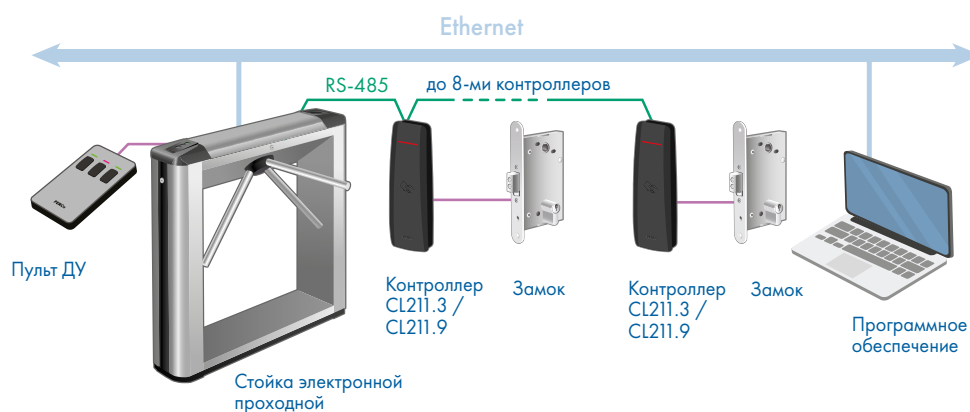 Ethernet
RS-485
до 8-ми контроллеров
Пульт ДУ
Контроллер
CL211.3 /
CL211.9
Замок
Контроллер
CL211.3 /
CL211.9
Замок
Программное
обеспечение
Стойка электронной
проходной